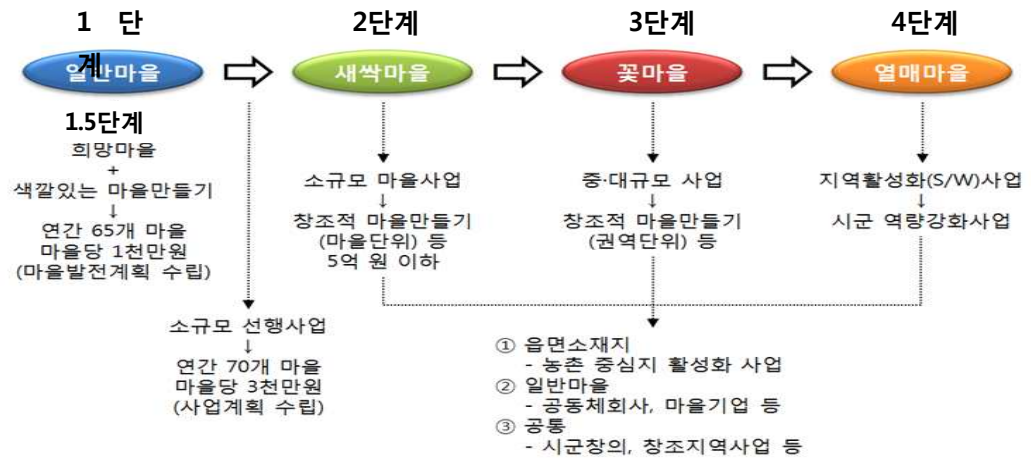 1 단계
2단계
3단계
4단계
일반마을
새싹마을
꽃마을
열매마을
1.5단계
희망마을
+
색깔있는 마을만들기
↓
연간 65개 마을
마을당 1천만원
(마을발전계획 수립)
소규모 선행사업
↓
연간 70개 마을
마을당 3천만원
(사업계획 수립)
소규모 마을사업
↓
창조적 마을만들기
(마을단위) 등
5억 원 이하
중·대규모 사업
↓
창조적 마을만들기
(권역단위) 등
지역활성화(S/W)사업
↓
시군 역량강화사업
① 읍면소재지
- 농촌 중심지 활성화 사업
② 일반마을
- 공동체회사, 마을기업 등
③ 공통
- 시군창의, 창조지역사업 등